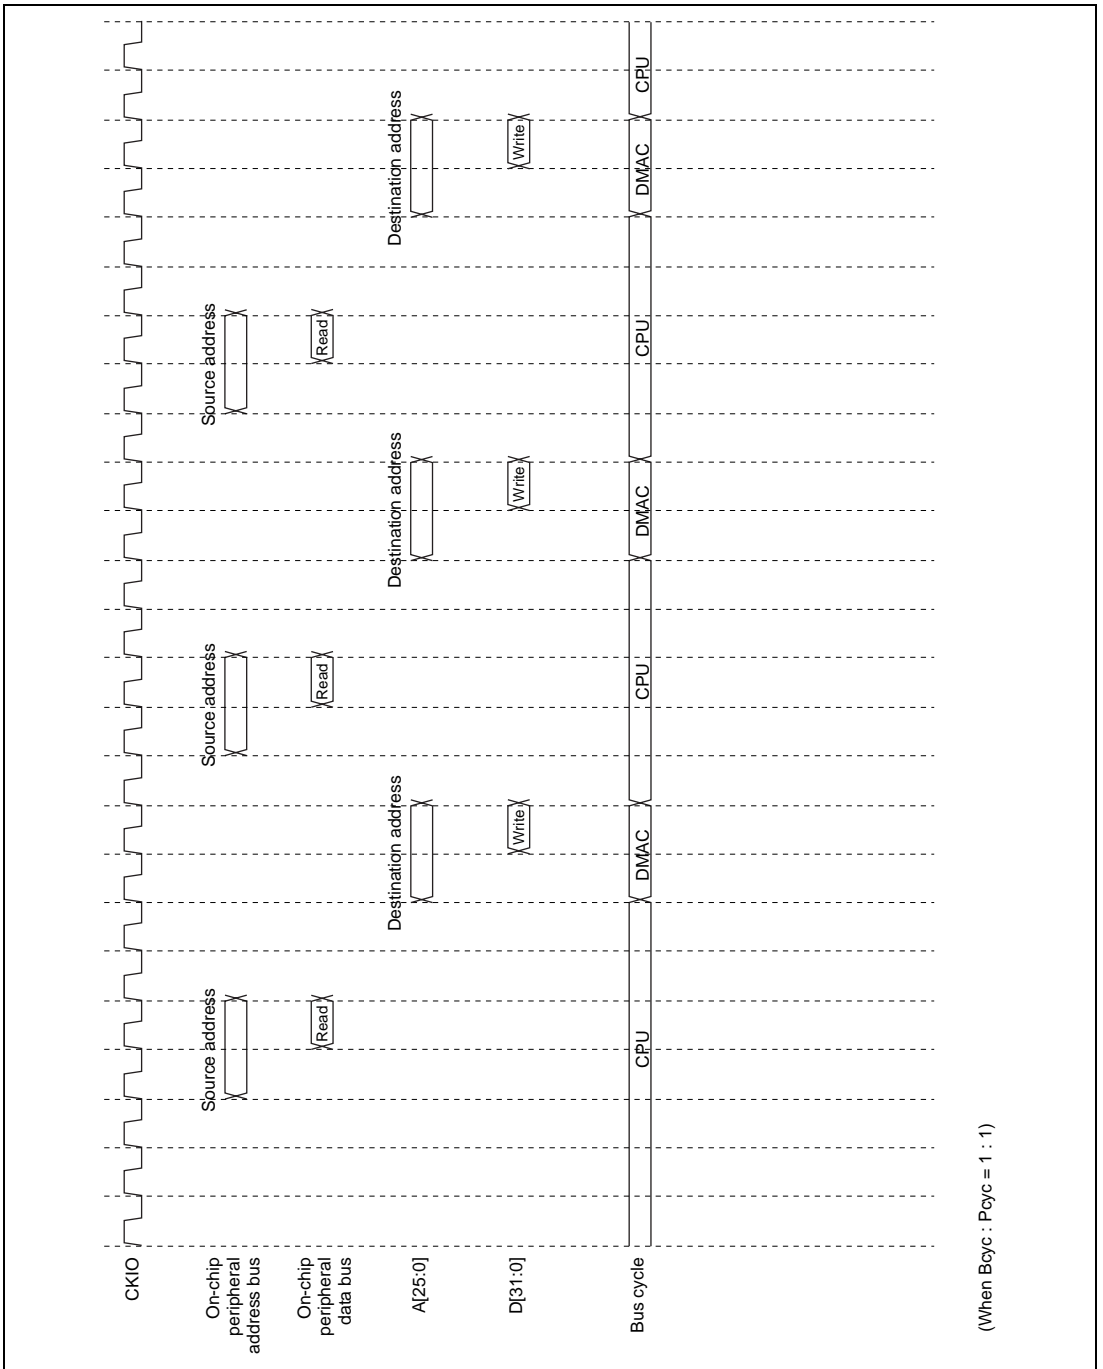 CKIO
On-chip
peripheral
address bus
Source address
Source address
Source address
On-chip
peripheral
data bus
Read
Read
Read
A[25:0]
Destination address
Destination address
Destination address
D[31:0]
Write
Write
Write
Bus cycle
CPU
DMAC
CPU
DMAC
CPU
DMAC
CPU
(When Bcyc : Pcyc = 1 : 1)